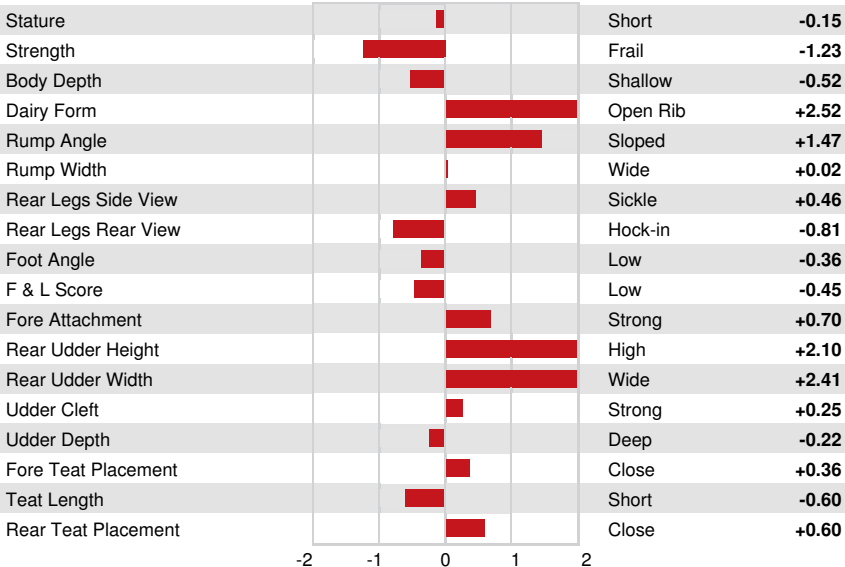 Stature Short -0.15
Strength Frail -1.23
Body Depth Shallow -0.52
Dairy Form Open Rib +2.52
Rump Angle Sloped +1.47
Rump Width Wide +0.02
Rear Legs Side View Sickle +0.46
Rear Legs Rear View Hock-in -0.81
Foot Angle Low -0.36
F & L Score Low -0.45
Fore Attachment Strong +0.70
Rear Udder Height High +2.10
Rear Udder Width Wide +2.41
Udder Cleft Strong +0.25
Udder Depth Deep -0.22
Fore Teat Placement Close +0.36
Teat Length Short -0.60
Rear Teat Placement Close +0.60
-2 -1 0 1 2